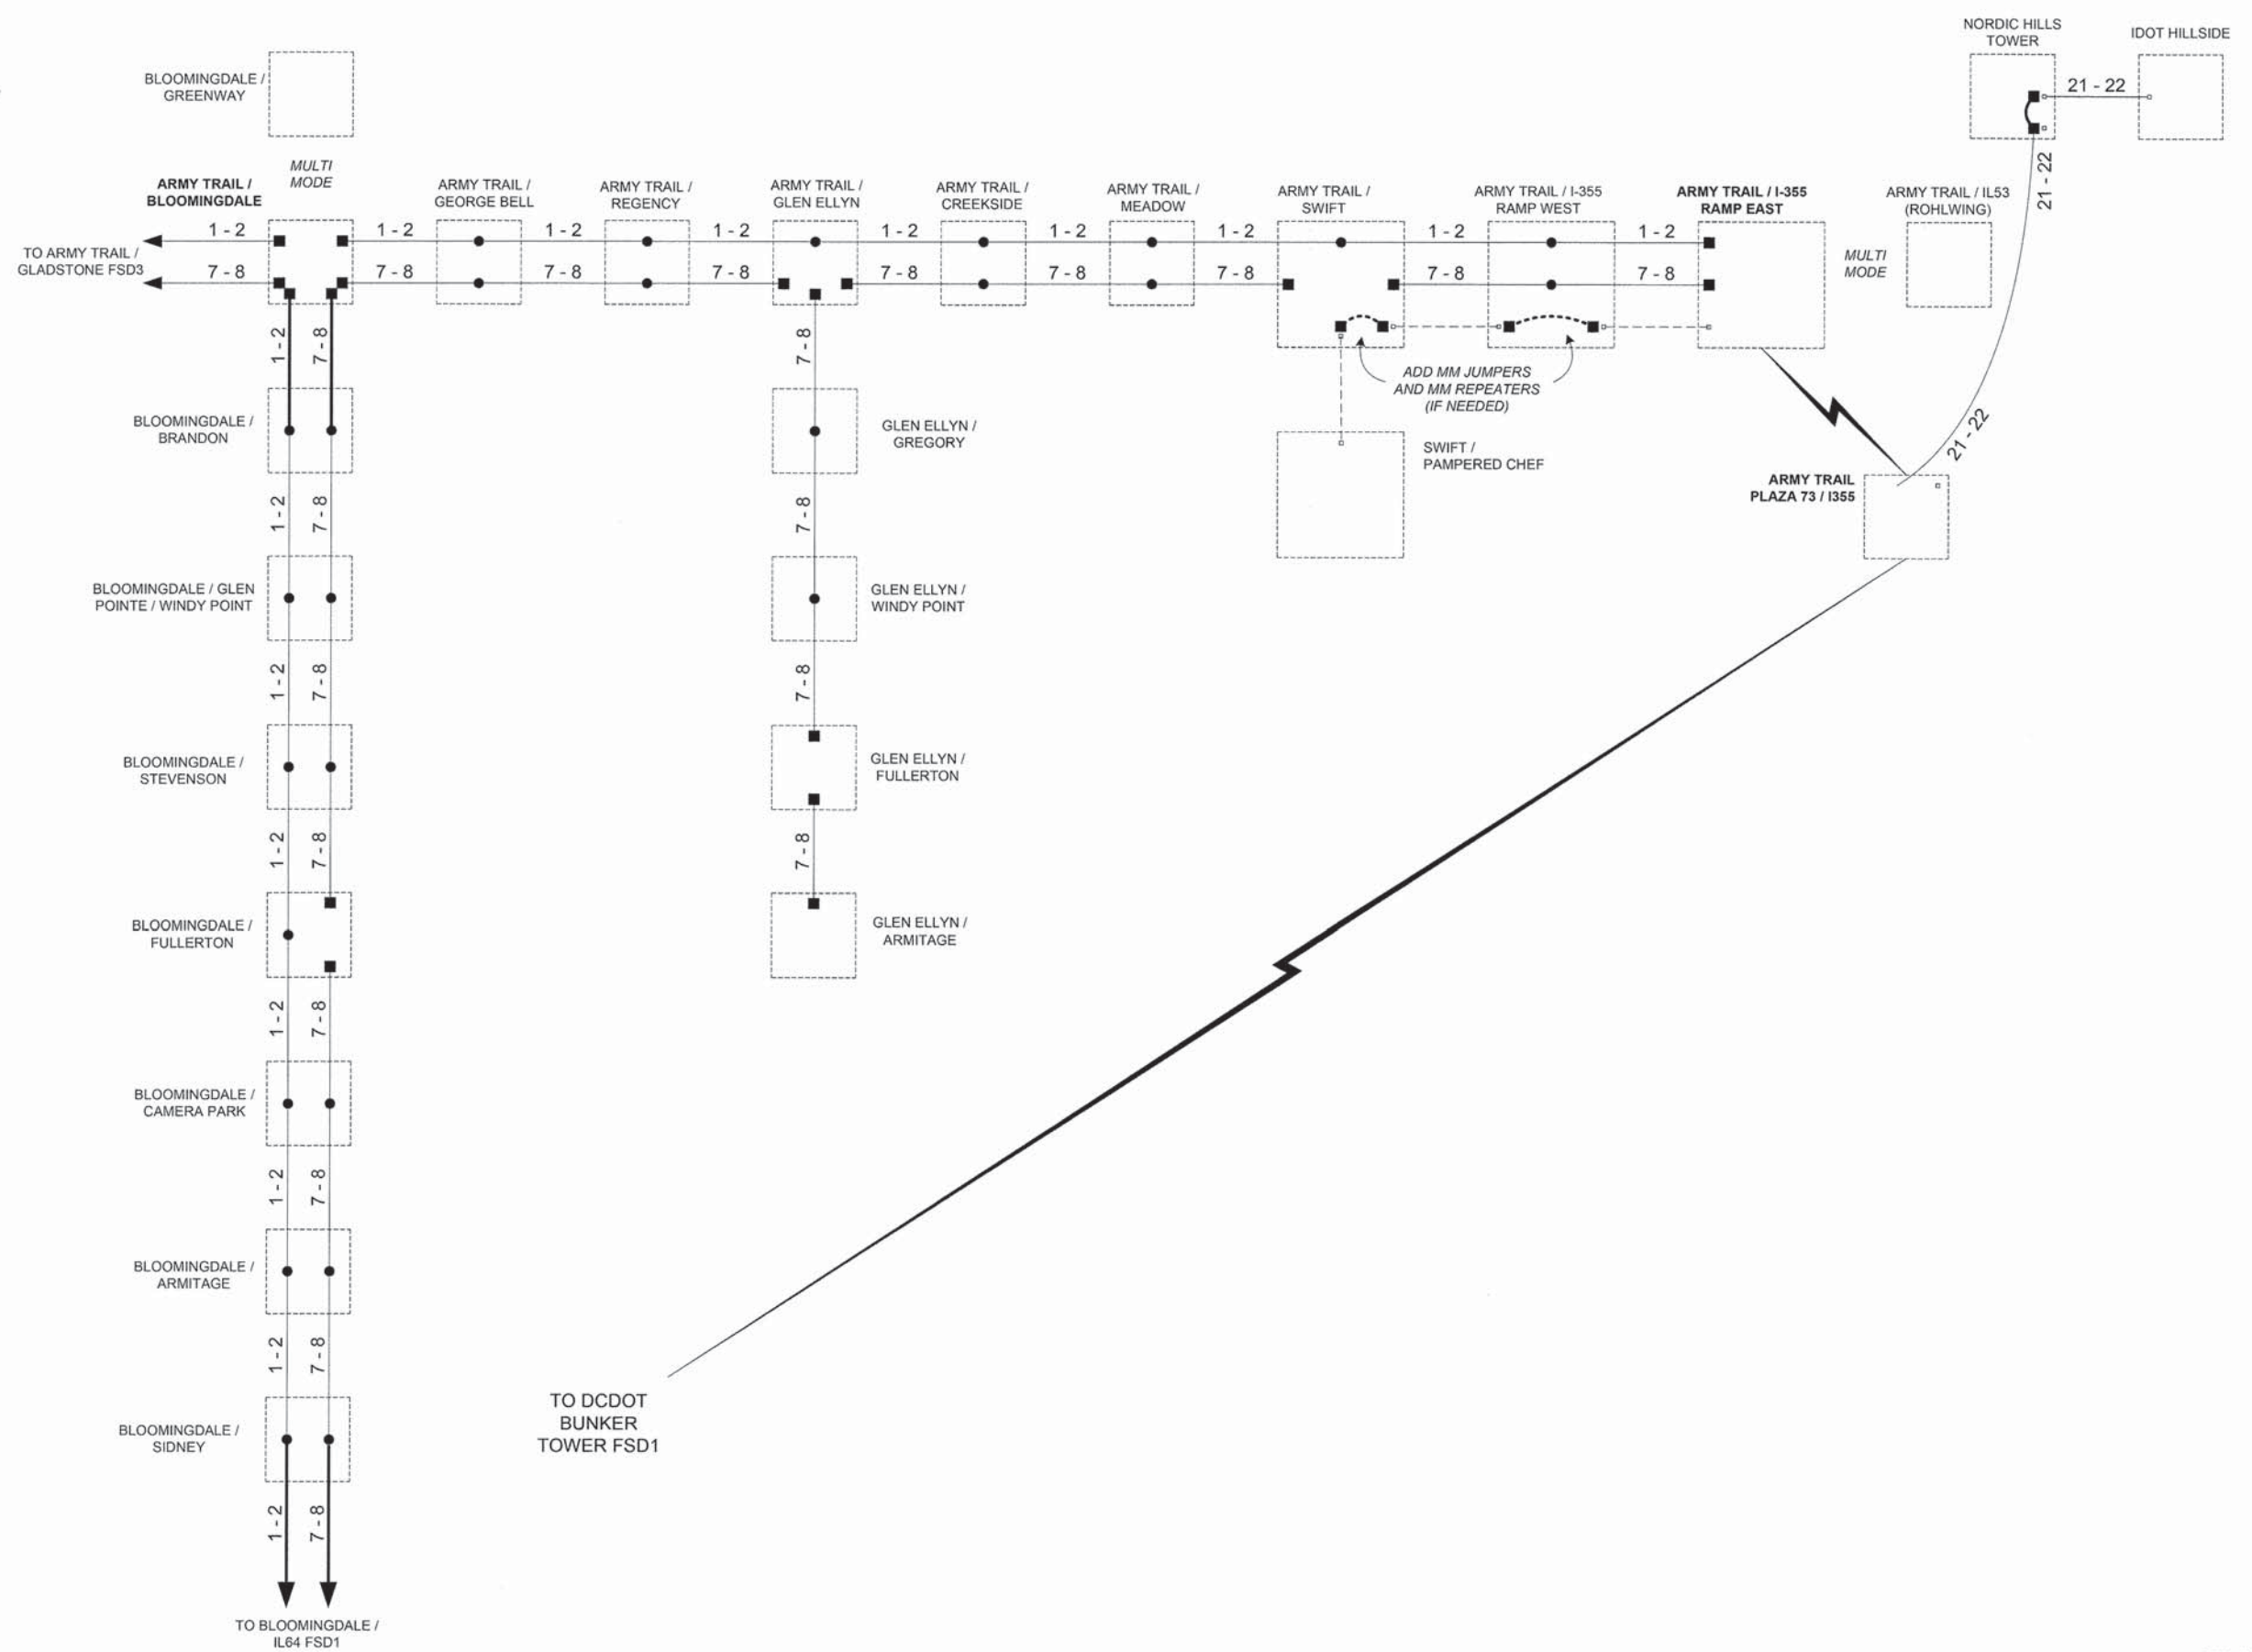 NORDIC HILLS
TOWER
IDOT HILLSIDE
BLOOMINGDALE /
GREENWAY
21 - 22
MULTI
MODE
21 - 22
ARMY TRAIL /
BLOOMINGDALE
ARMY TRAIL /
GEORGE BELL
ARMY TRAIL /
REGENCY
ARMY TRAIL /
GLEN ELLYN
ARMY TRAIL /
CREEKSIDE
ARMY TRAIL /
MEADOW
ARMY TRAIL /
SWIFT
ARMY TRAIL / I-355
RAMP WEST
ARMY TRAIL / I-355
RAMP EAST
ARMY TRAIL / IL53
(ROHLWING)
1 - 2
1 - 2
1 - 2
1 - 2
1 - 2
1 - 2
1 - 2
1 - 2
1 - 2
TO ARMY TRAIL /
GLADSTONE FSD3
MULTI
MODE
7 - 8
7 - 8
7 - 8
7 - 8
7 - 8
7 - 8
7 - 8
7 - 8
7 - 8
1 - 2
7 - 8
7 - 8
ADD MM JUMPERS
AND MM REPEATERS
(IF NEEDED)
BLOOMINGDALE /
BRANDON
GLEN ELLYN /
GREGORY
SWIFT /
PAMPERED CHEF
21 - 22
ARMY TRAIL
PLAZA 73 / I355
1 - 2
7 - 8
7 - 8
BLOOMINGDALE / GLEN
POINTE / WINDY POINT
GLEN ELLYN /
WINDY POINT
1 - 2
7 - 8
7 - 8
BLOOMINGDALE /
STEVENSON
GLEN ELLYN /
FULLERTON
1 - 2
7 - 8
7 - 8
BLOOMINGDALE /
FULLERTON
GLEN ELLYN /
ARMITAGE
1 - 2
7 - 8
BLOOMINGDALE /
CAMERA PARK
1 - 2
7 - 8
BLOOMINGDALE /
ARMITAGE
1 - 2
7 - 8
BLOOMINGDALE /
SIDNEY
TO DCDOT
BUNKER
TOWER FSD1
1 - 2
7 - 8
TO BLOOMINGDALE /
IL64 FSD1